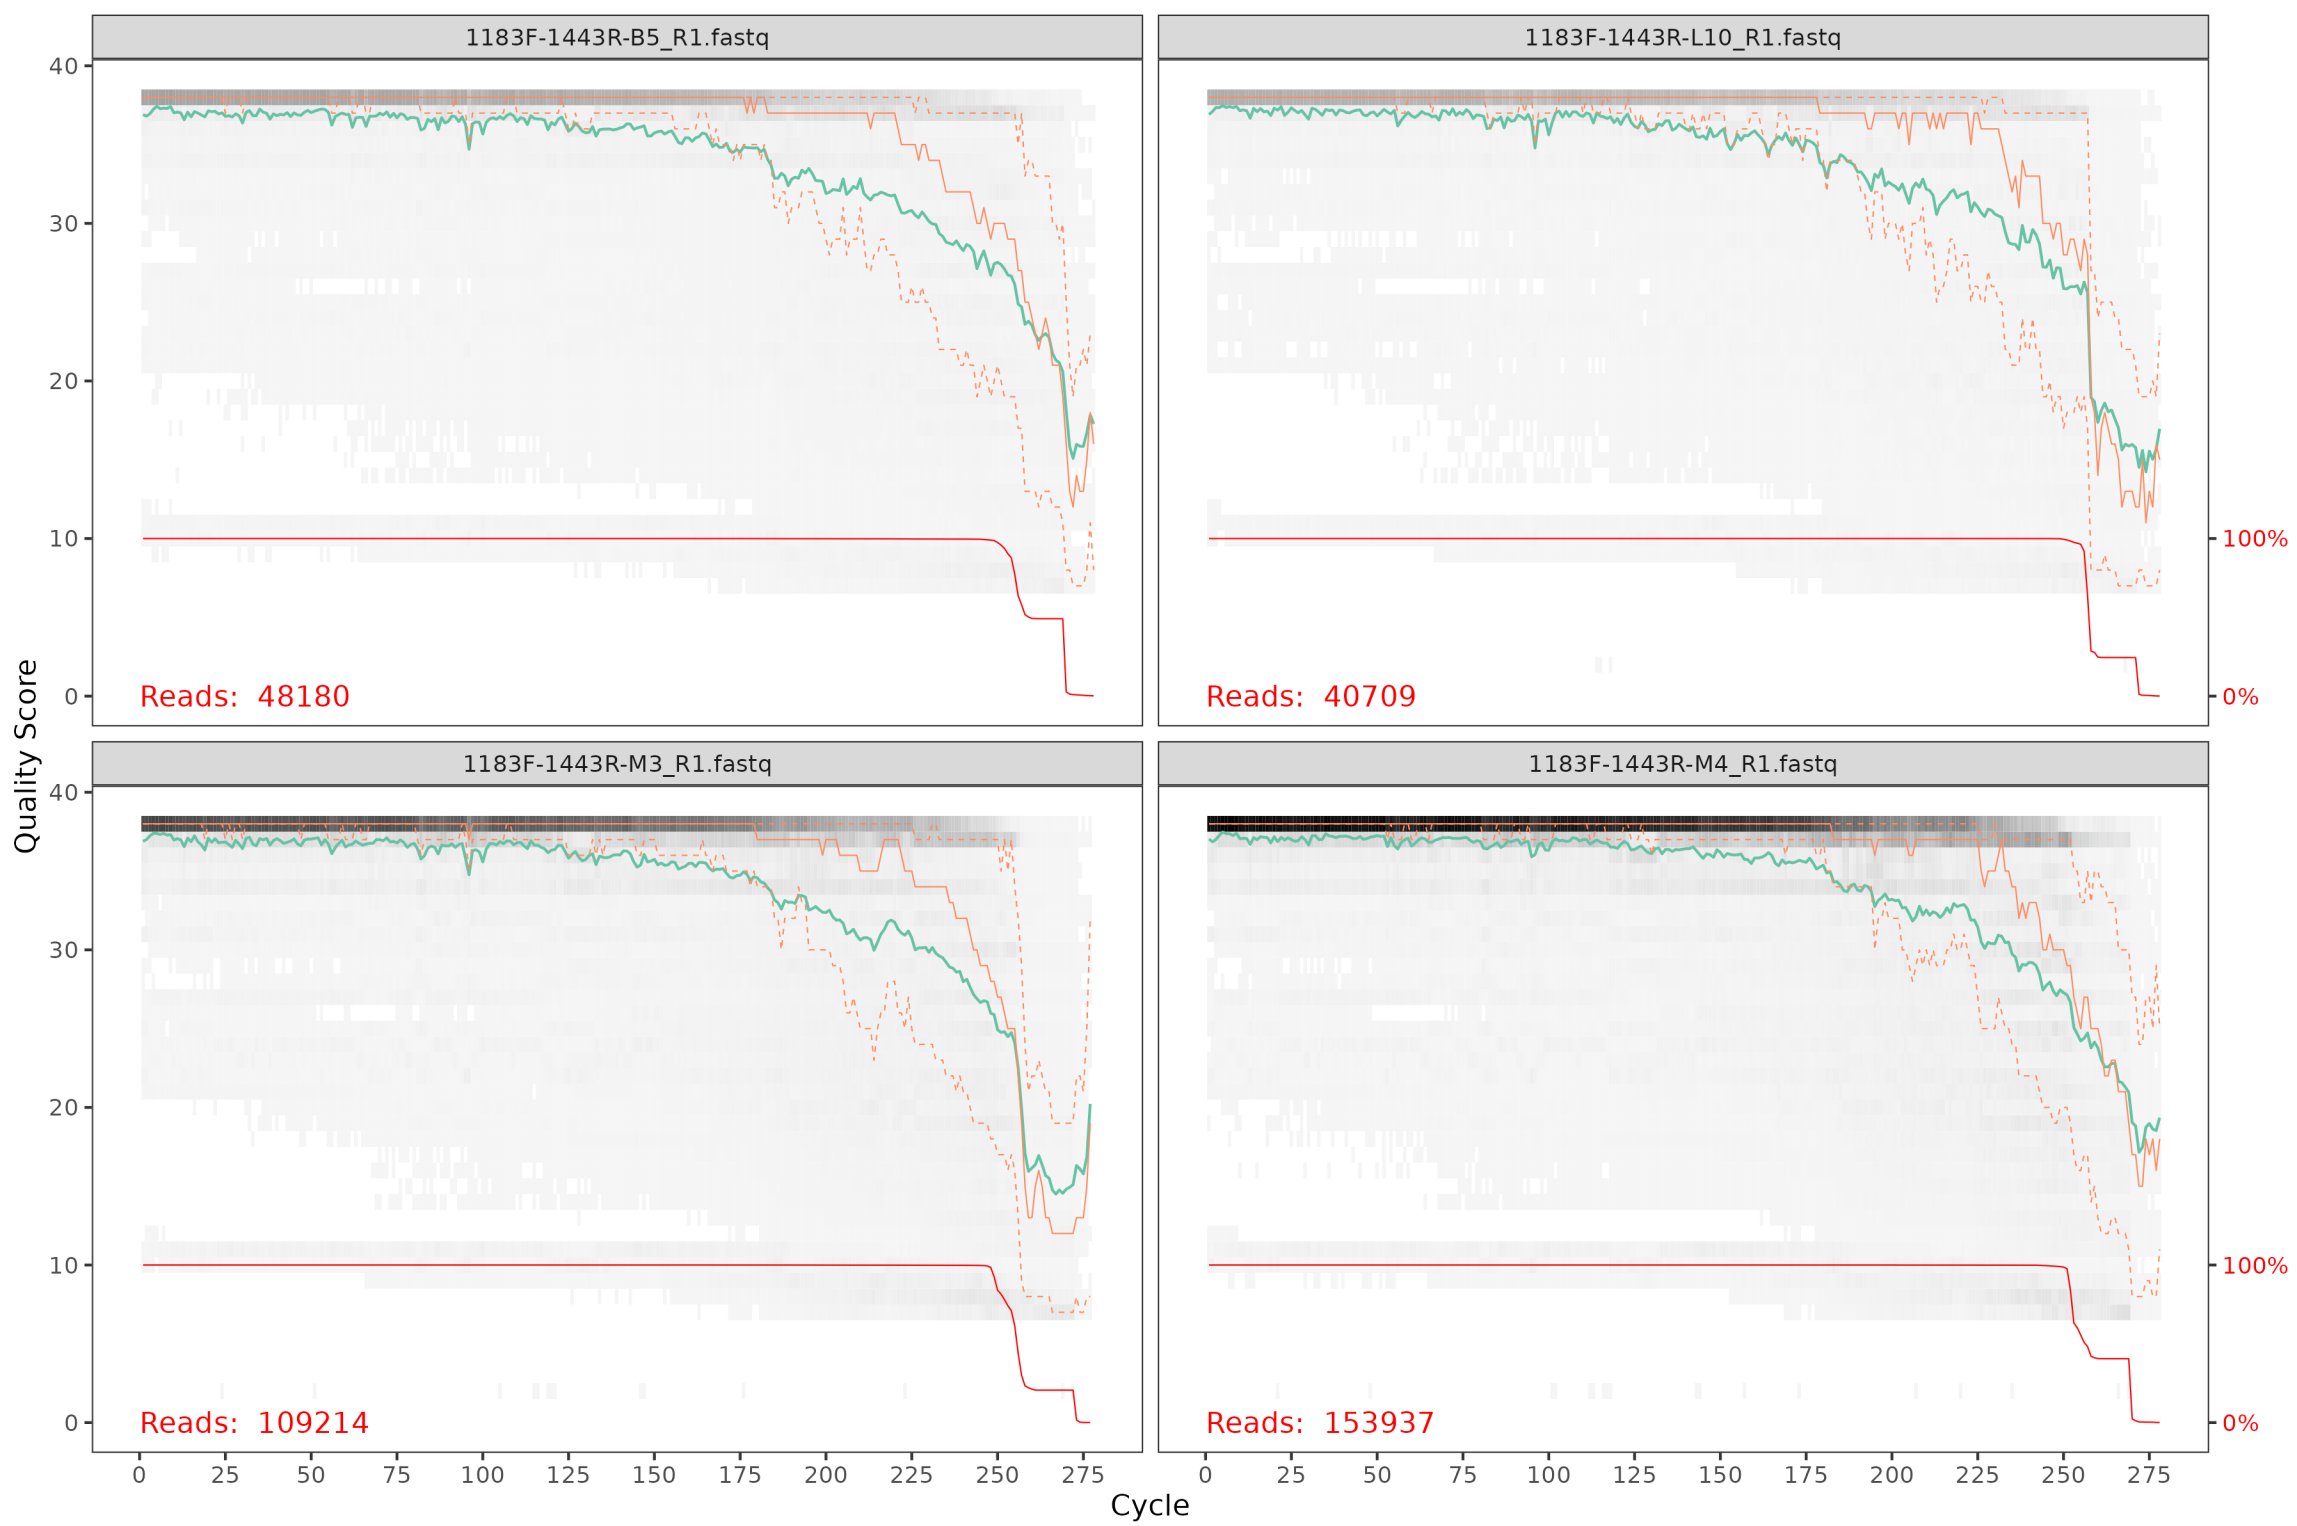 1183F-1443R-B5_R1.fastq
1183F-1443R-L10_R1.fastq
40
30
20
10
0
Reads: 48180
Reads: 40709
100%
0%
Quality Score
1183F-1443R-M3_R1.fastq
1183F-1443R-M4_R1.fastq
40
30
20
10
0
Reads: 109214
Reads: 153937
100%
0%
0 25 50 75 100 125 150 175 200 225 250 275
0 25 50 75 100 125 150 175 200 225 250 275
Cycle